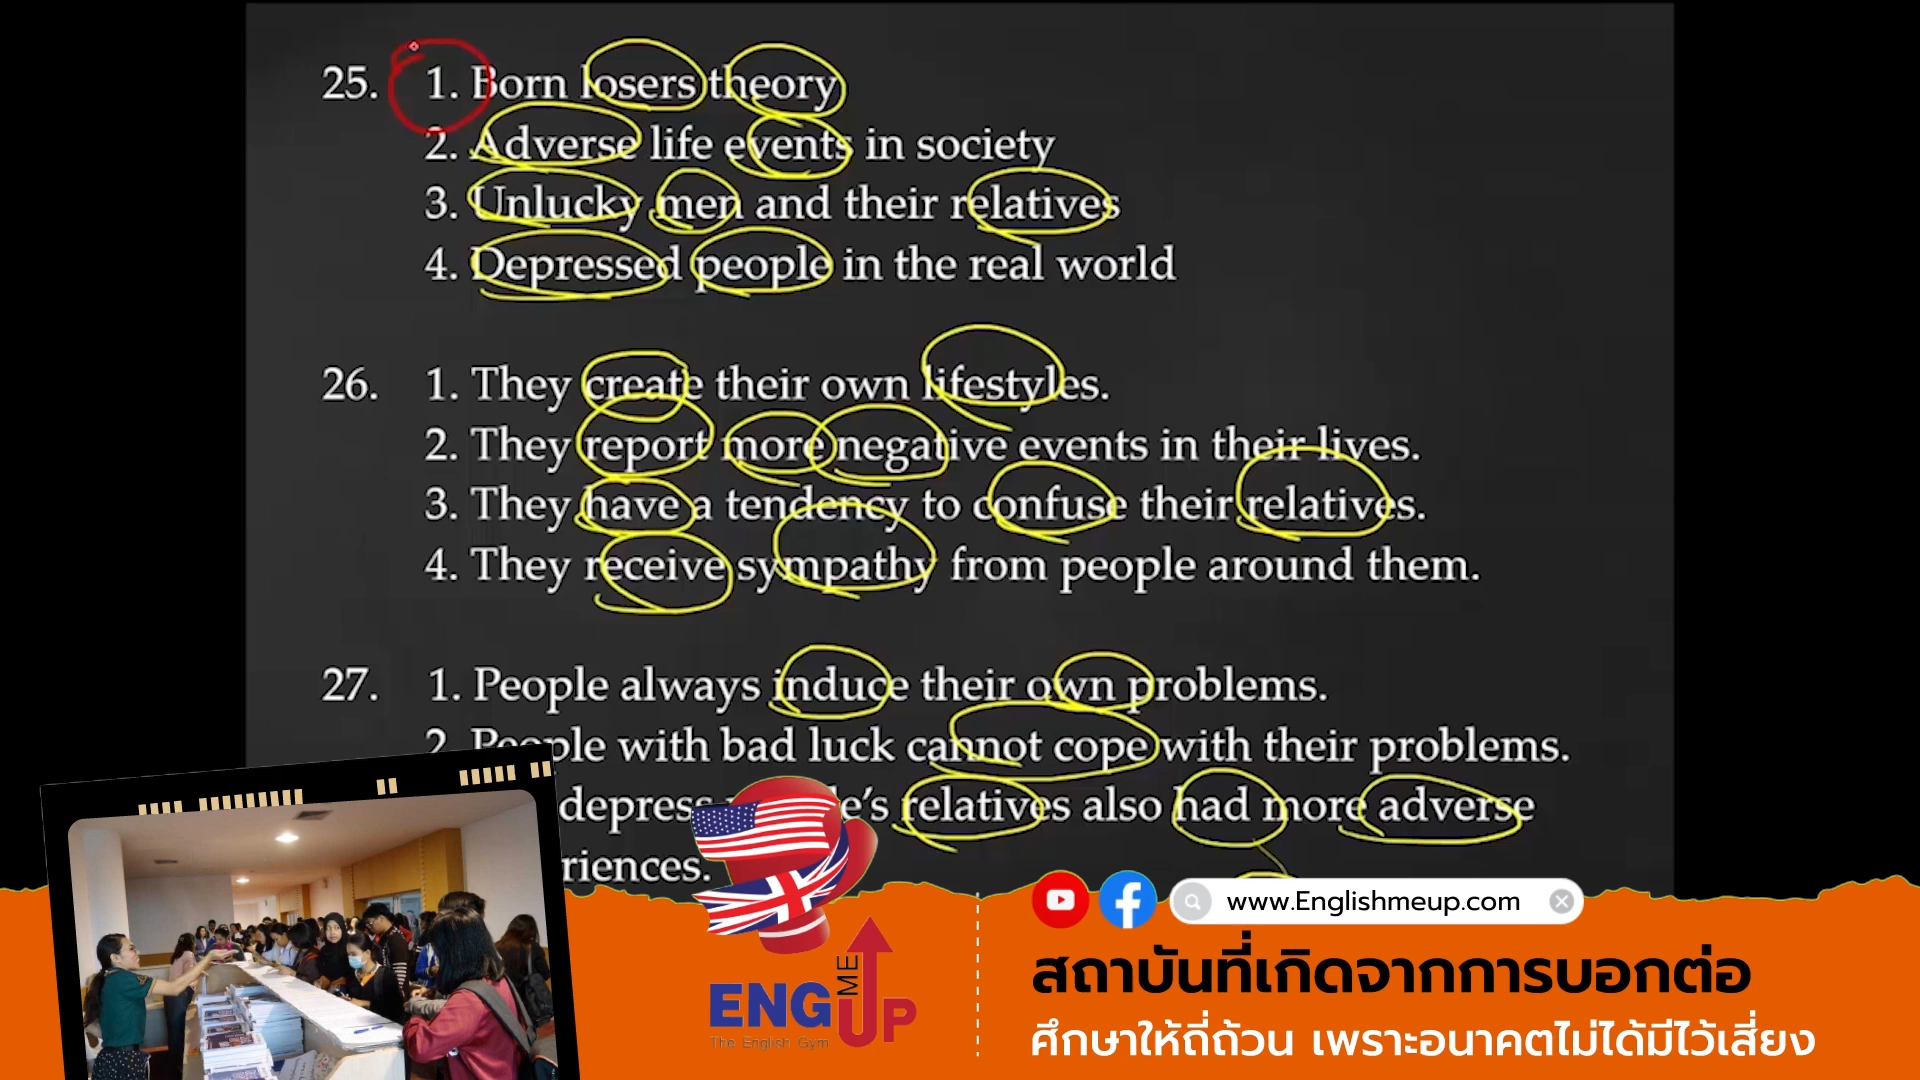 25. 1. Born losers theory
2. Adverse life events in society
3. Unlucky men and their relatives
4. Depressed people in the real world
26. 1. They create their own lifestyles.
2. They report more negative events in their lives.
3. They have a tendency to confuse their relatives.
4. They receive sympathy from people around them.
27. 1. People always induce their own problems.
2. People with bad luck cannot cope with their problems.
depress 's relatives also had more adverse
riences.
ENG ME UP
The English Gym
www.Englishmeup.com
สถาบันที่เกิดจากการบอกต่อ
ศึกษาให้ถี่ถ้วน เพราะอนาคตไม่ได้มีไว้เสี่ยง